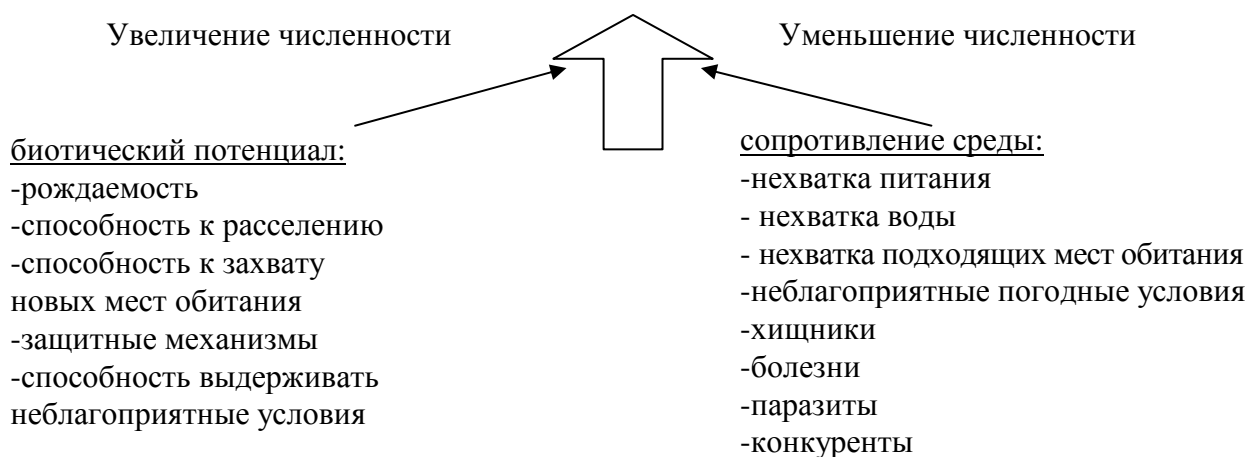 Увеличение численности
Уменьшение численности
биотический потенциал:
-рождаемость
-способность к расселению
-способность к захвату
новых мест обитания
-защитные механизмы
-способность выдерживать
неблагоприятные условия
сопротивление среды:
-нехватка питания
- нехватка воды
- нехватка подходящих мест обитания
-неблагоприятные погодные условия
-хищники
-болезни
-паразиты
-конкуренты